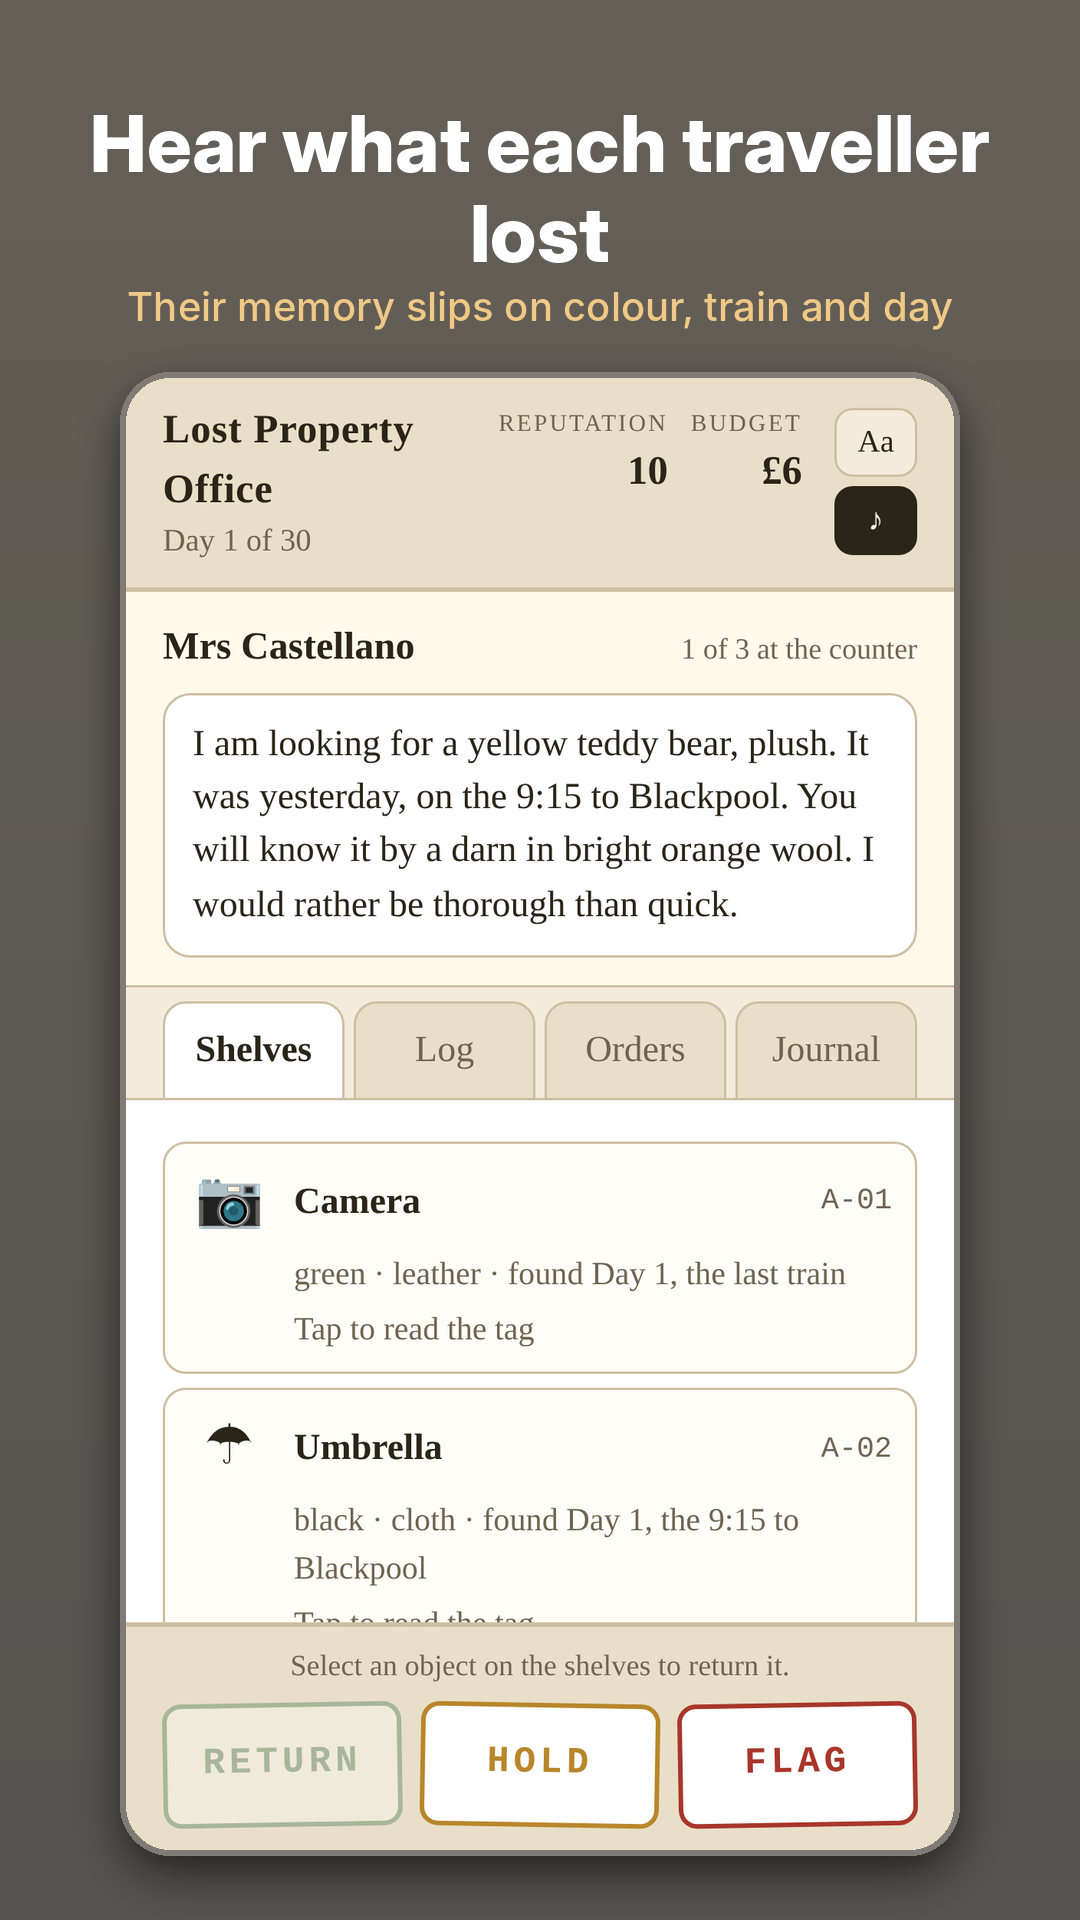 Hear what each traveller
lost
Their memory slips on colour, train and day
Lost Property
Office
Day 1 of 30
REPUTATION
10
BUDGET
£6
Aa
♪
Mrs Castellano
1 of 3 at the counter
I am looking for a yellow teddy bear, plush. It
was yesterday, on the 9:15 to Blackpool. You
will know it by a darn in bright orange wool. I
would rather be thorough than quick.
Shelves
Log
Orders
Journal
Camera
A-01
green · leather · found Day 1, the last train
Tap to read the tag
Umbrella
A-02
black · cloth · found Day 1, the 9:15 to
Blackpool
Tap to read the tag
Select an object on the shelves to return it.
RETURN
HOLD
FLAG